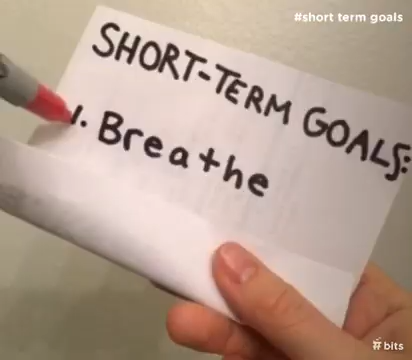 #short term goals
SHORT-TERM GOALS:
1. Breathe
# bits